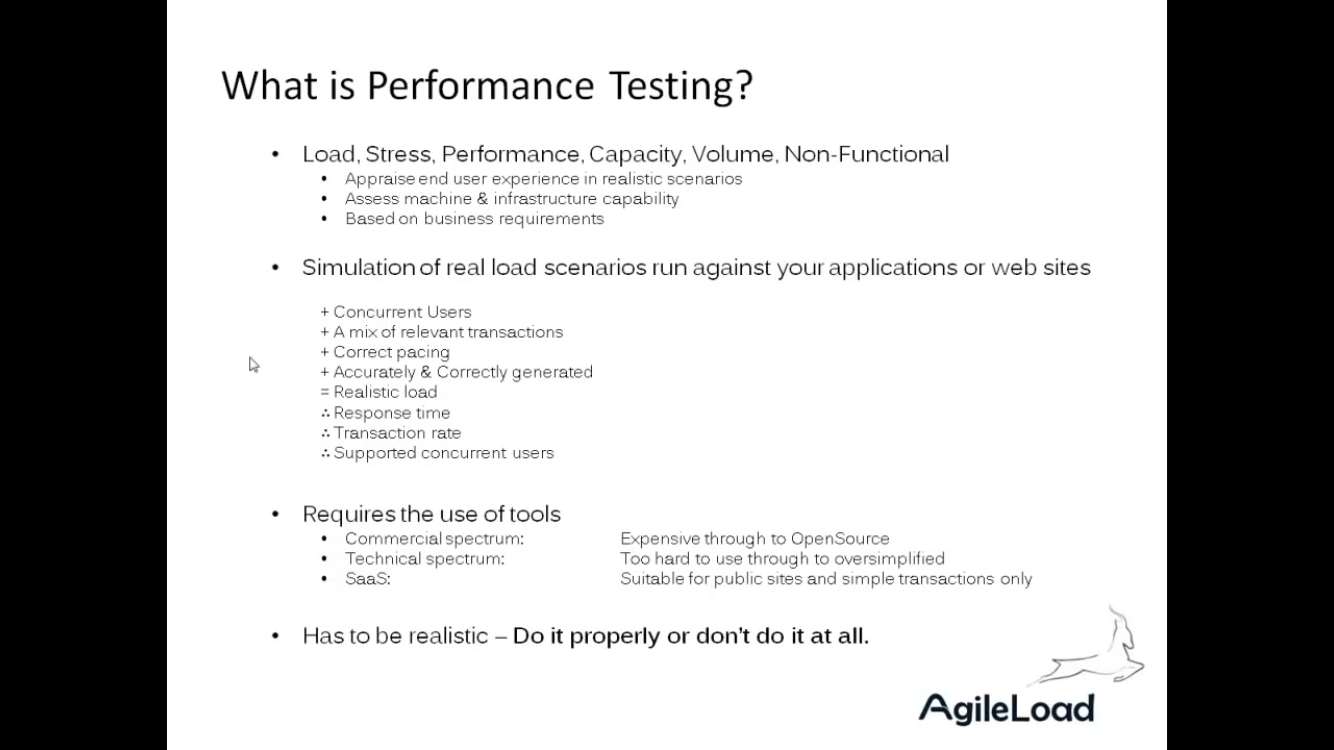 What is Performance Testing?
• Load, Stress, Performance, Capacity, Volume, Non-Functional
• Appraise end user experience in realistic scenarios
• Assess machine & infrastructure capability
• Based on business requirements
• Simulation of real load scenarios run against your applications or web sites
+ Concurrent Users
+ A mix of relevant transactions
+ Correct pacing
+ Accurately & Correctly generated
= Realistic load
∴ Response time
∴ Transaction rate
∴ Supported concurrent users
• Requires the use of tools
• Commercial spectrum: Expensive through to OpenSource
• Technical spectrum: Too hard to use through to oversimplified
• SaaS: Suitable for public sites and simple transactions only
• Has to be realistic – Do it properly or don't do it at all.
AgileLoad